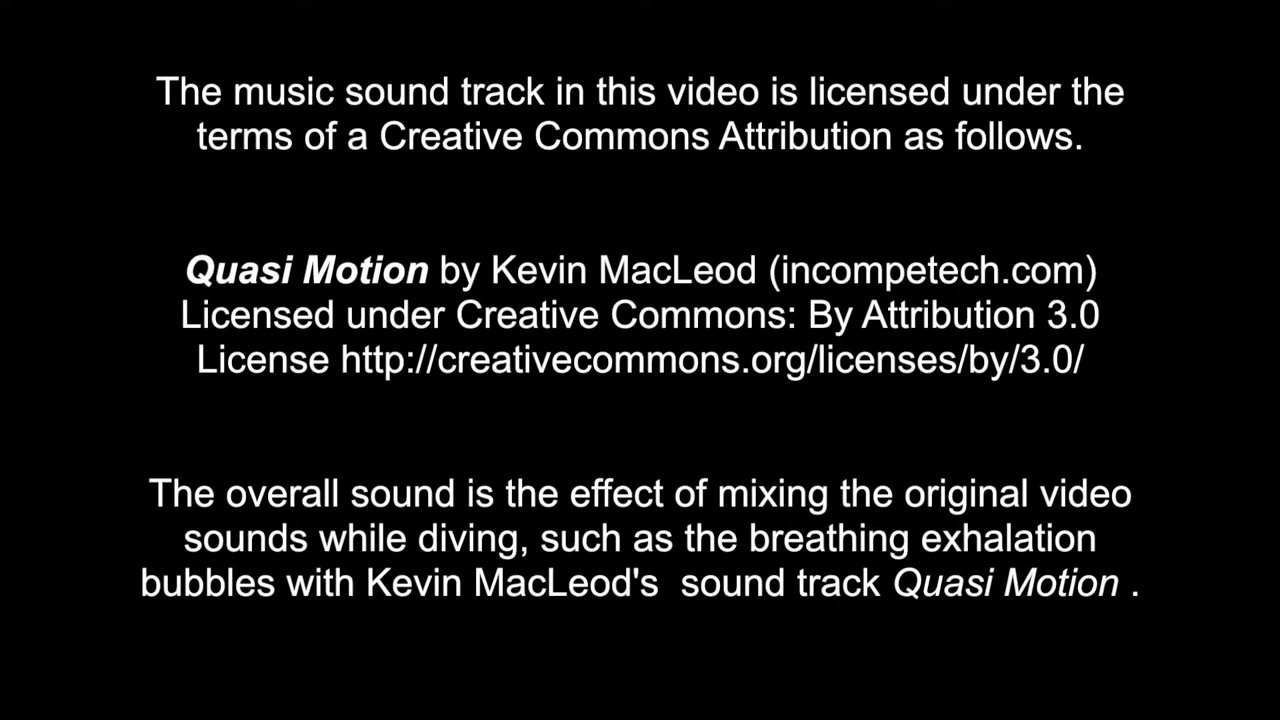 The music sound track in this video is licensed under the
terms of a Creative Commons Attribution as follows.
Quasi Motion by Kevin MacLeod (incompetech.com)
Licensed under Creative Commons: By Attribution 3.0
License http://creativecommons.org/licenses/by/3.0/
The overall sound is the effect of mixing the original video
sounds while diving, such as the breathing exhalation
bubbles with Kevin MacLeod's  sound track Quasi Motion .